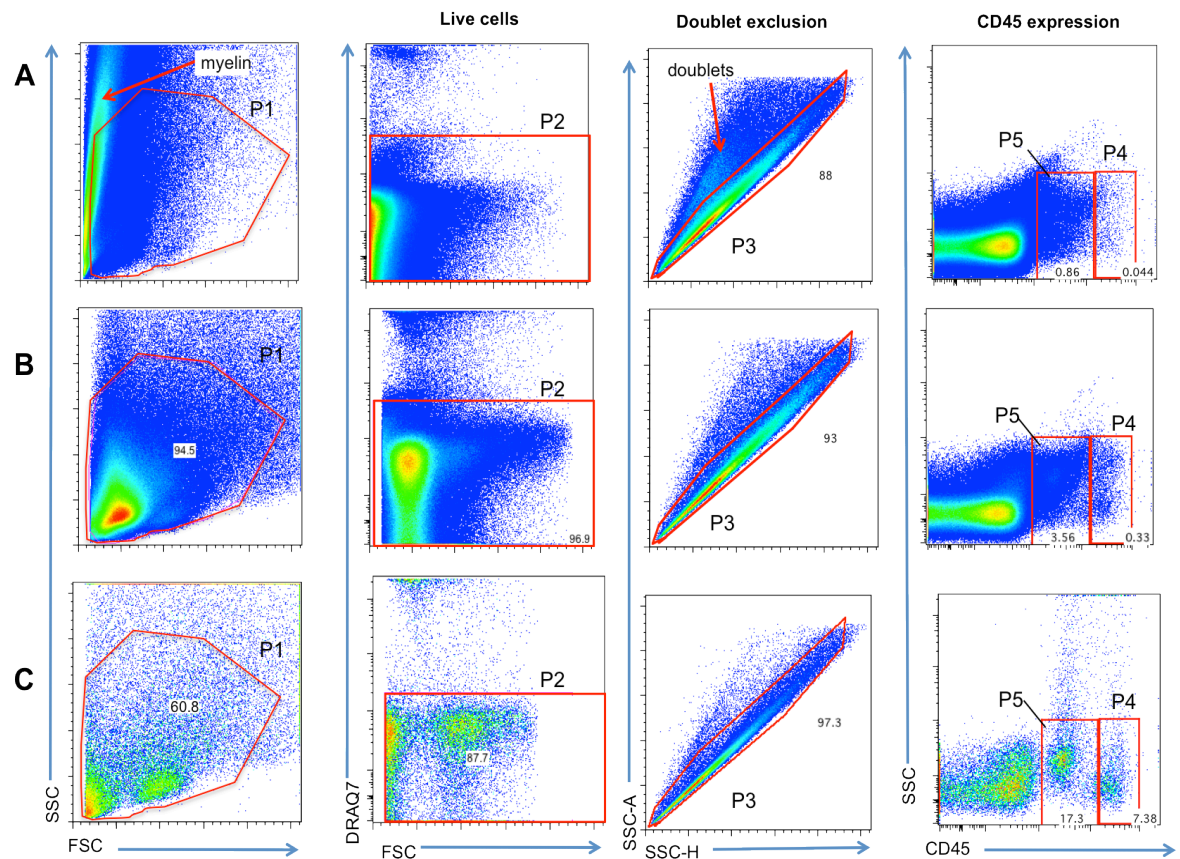 Live cells
Doublet exclusion
CD45 expression
A
myelin
P1
P2
doublets
88
P3
P5
P4
0.86
0.044
B
P1
94.5
P2
96.9
93
P3
P5
P4
3.56
0.33
C
P1
60.8
P2
87.7
97.3
P3
P5
P4
17.3
7.38
SSC
FSC
DRAQ7
FSC
SSC-A
SSC-H
SSC
CD45